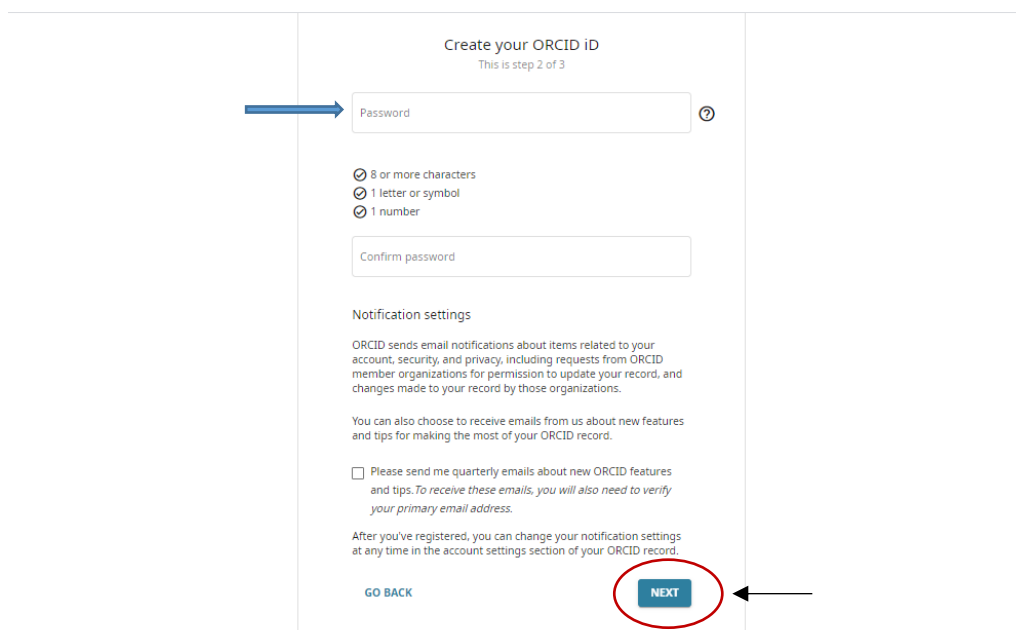 Create your ORCID iD
This is step 2 of 3
Password
8 or more characters
1 letter or symbol
1 number
Confirm password
Notification settings
ORCID sends email notifications about items related to your
account, security, and privacy, including requests from ORCID
member organizations for permission to update your record, and
changes made to your record by those organizations.
You can also choose to receive emails from us about new features
and tips for making the most of your ORCID record.
Please send me quarterly emails about new ORCID features
and tips.To receive these emails, you will also need to verify
your primary email address.
After you've registered, you can change your notification settings
at any time in the account settings section of your ORCID record.
GO BACK NEXT